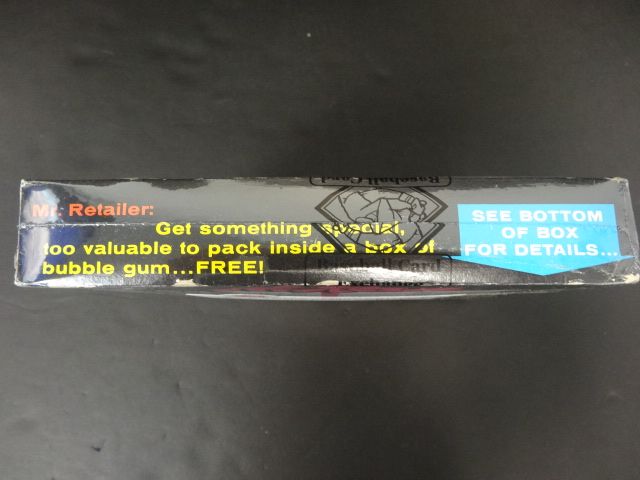 Baseball Card
Mr. Retailer:
Get something special,
too valuable to pack inside a box of
bubble gum...FREE!
SEE BOTTOM
OF BOX
FOR DETAILS...
Baseball Card
Exchange